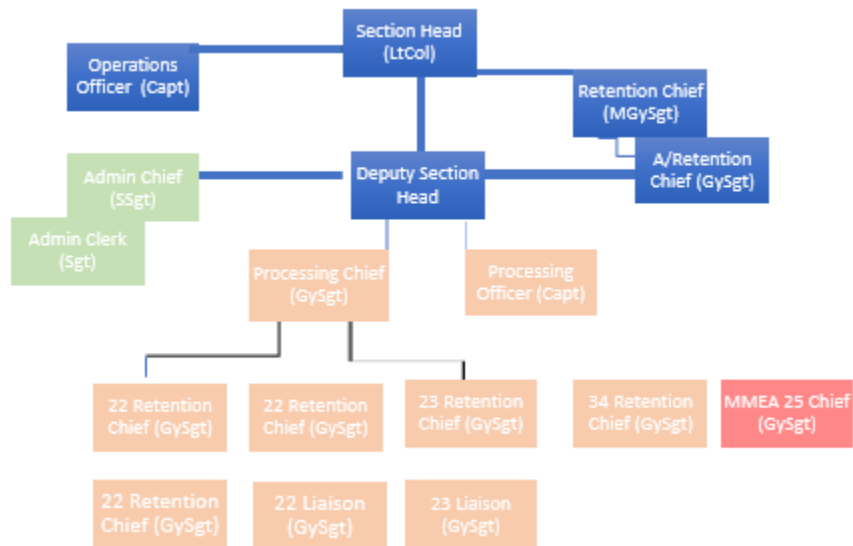 Section Head
(LtCol)
Operations
Officer (Capt)
Retention Chief
(MGySgt)
A/Retention
Chief (GySgt)
Admin Chief
(SSgt)
Deputy Section
Head
Admin Clerk
(Sgt)
Processing Chief
(GySgt)
Processing
Officer (Capt)
22 Retention
Chief (GySgt)
22 Retention
Chief (GySgt)
23 Retention
Chief (GySgt)
34 Retention
Chief (GySgt)
MMEA 25 Chief
(GySgt)
22 Retention
Chief (GySgt)
22 Liaison
(GySgt)
23 Liaison
(GySgt)